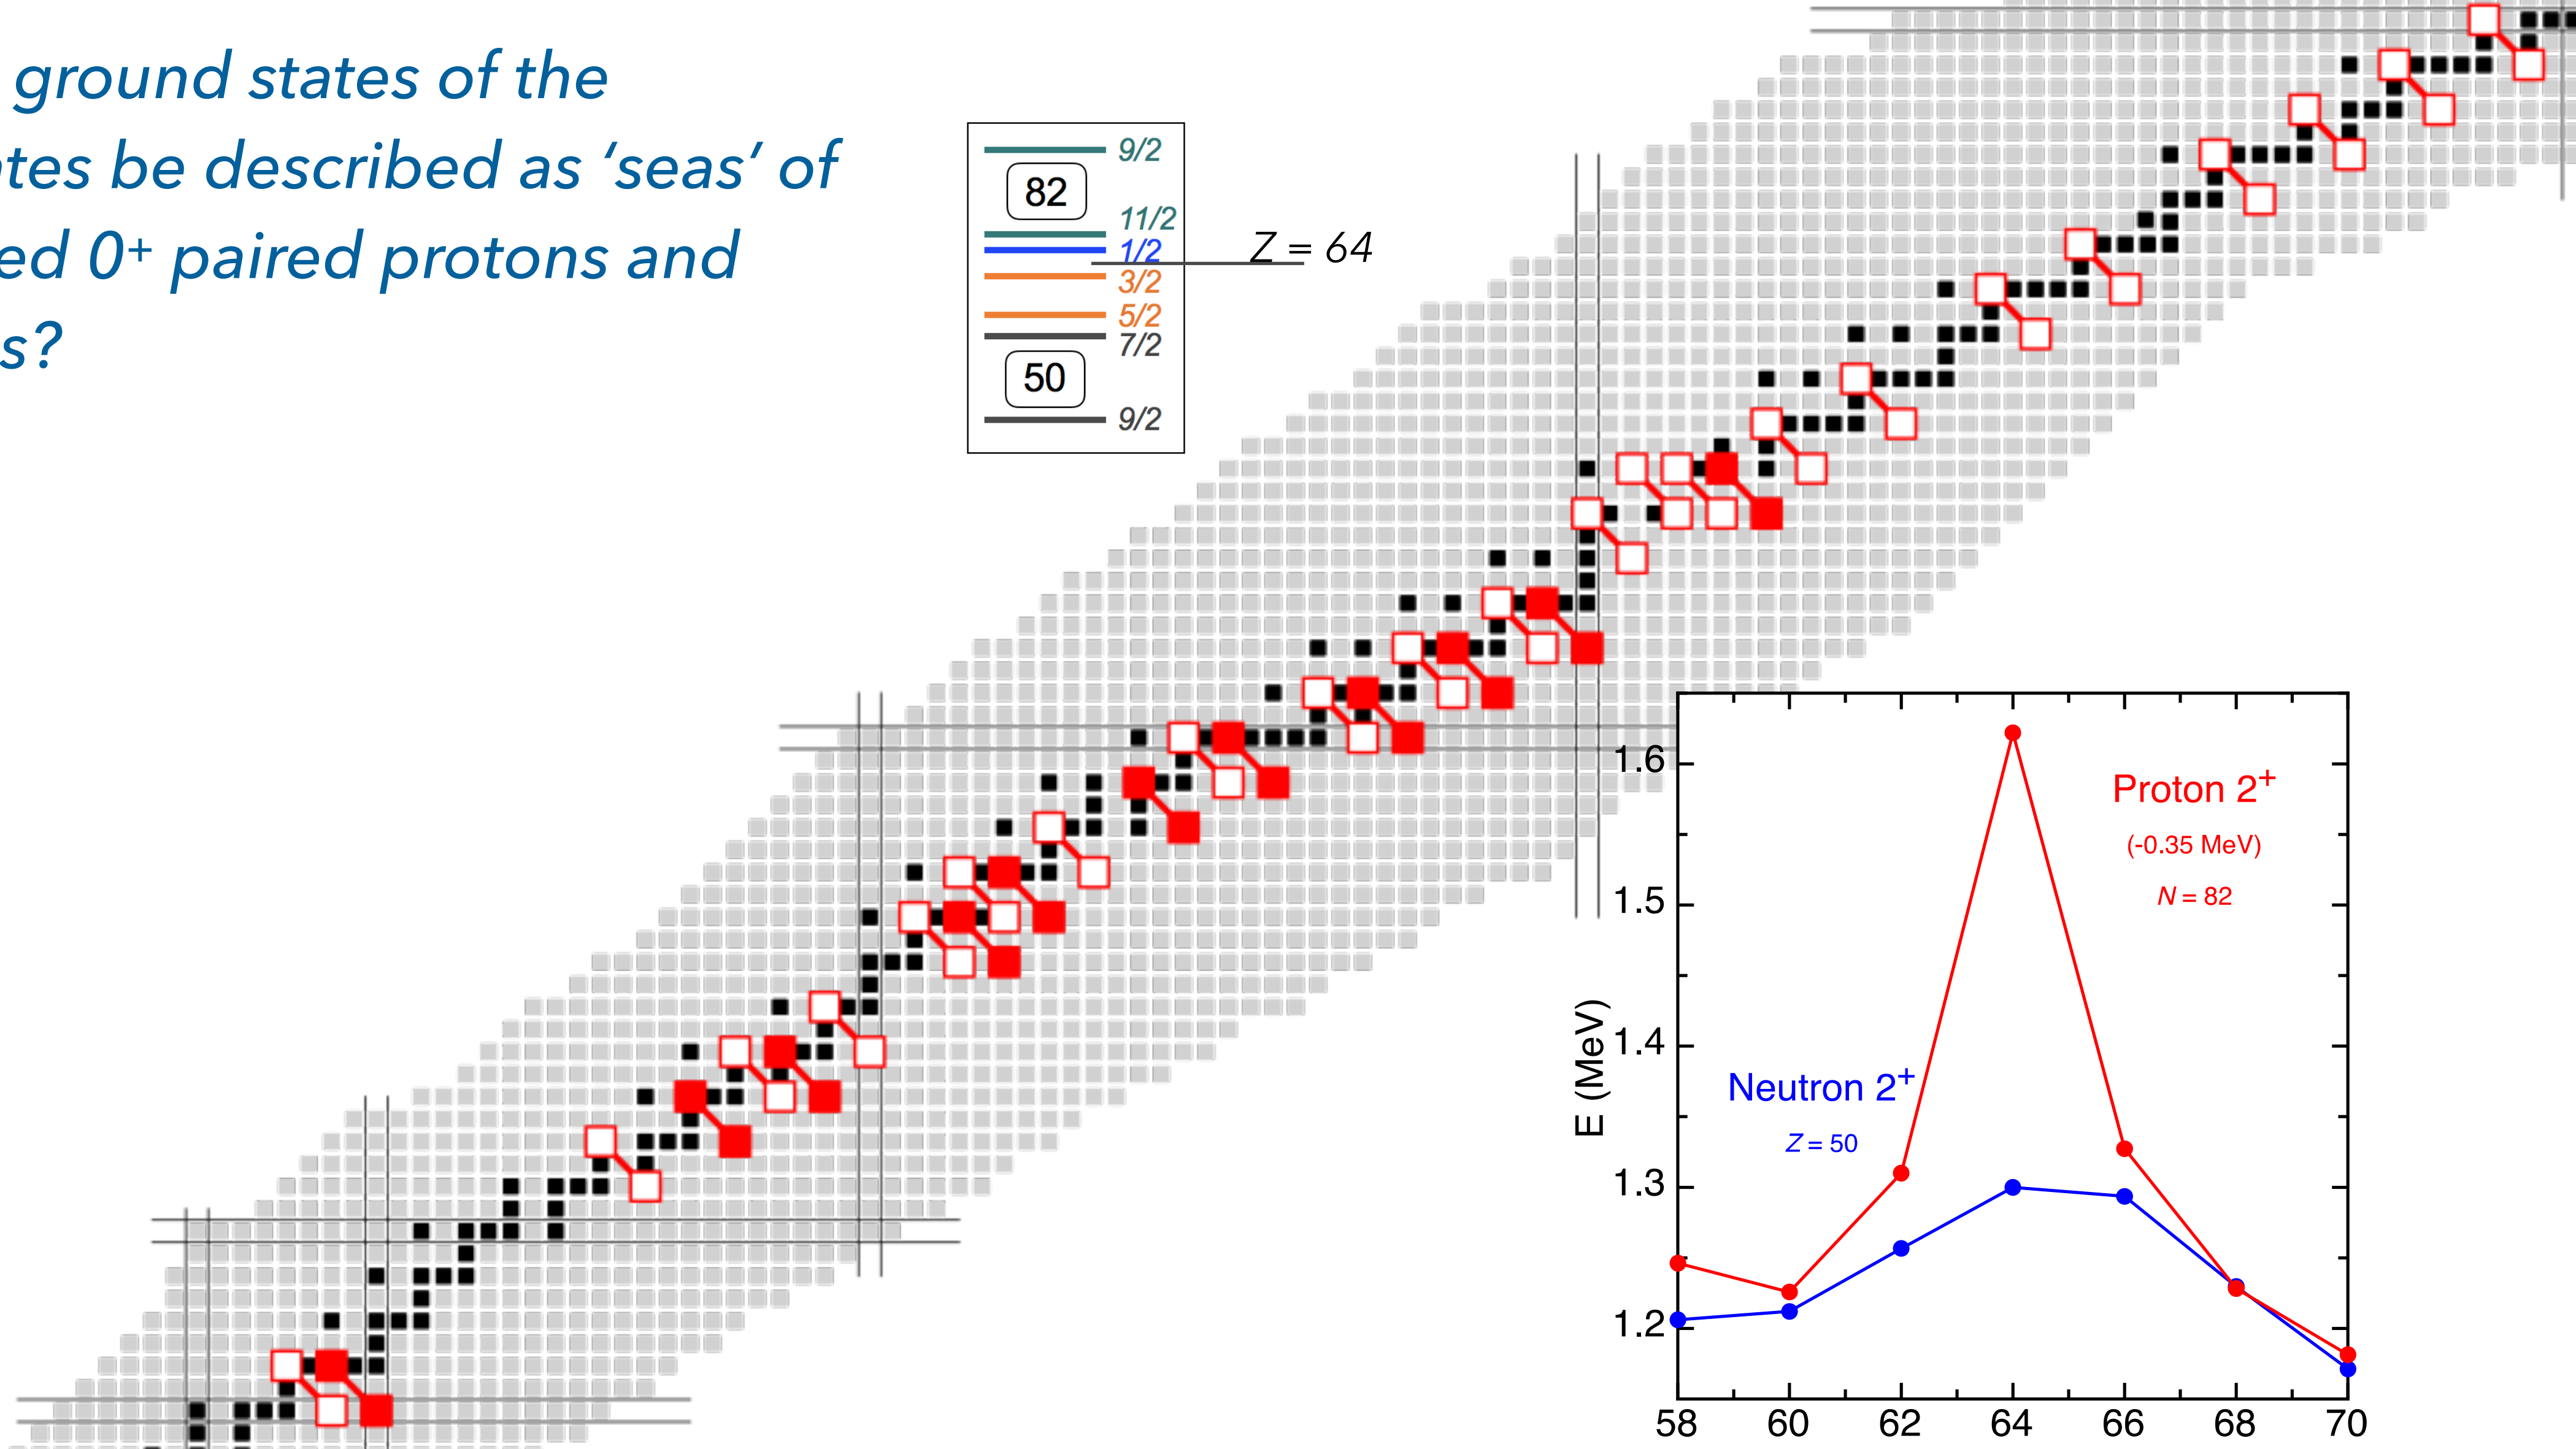 ground states of the
tes be described as ‘seas’ of
ed 0⁺ paired protons and
s?
9/2
82
11/2
1/2
Z = 64
3/2
5/2
7/2
50
9/2
1.6
Proton 2⁺
(-0.35 MeV)
N = 82
1.5
1.4
E (MeV)
Neutron 2⁺
Z = 50
1.3
1.2
58 60 62 64 66 68 70